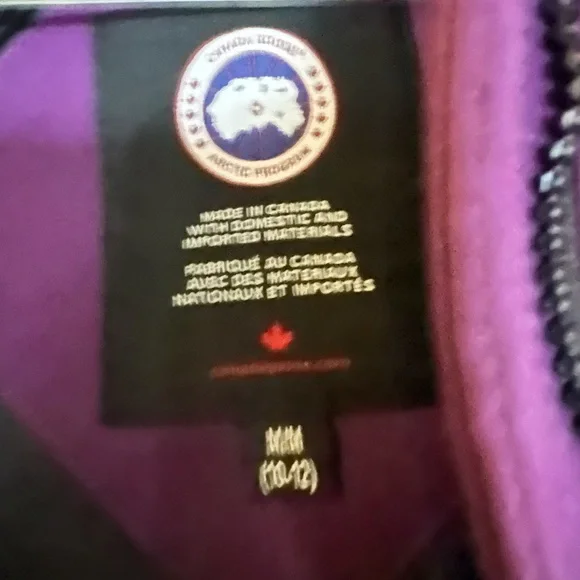 CANADA GOOSE
ARCTIC PROGRAM
MADE IN CANADA
WITH DOMESTIC AND
IMPORTED MATERIALS
FABRIQUÉ AU CANADA
AVEC DES MATERIAUX
NATIONAUX ET IMPORTÉS
M/M
(10-12)